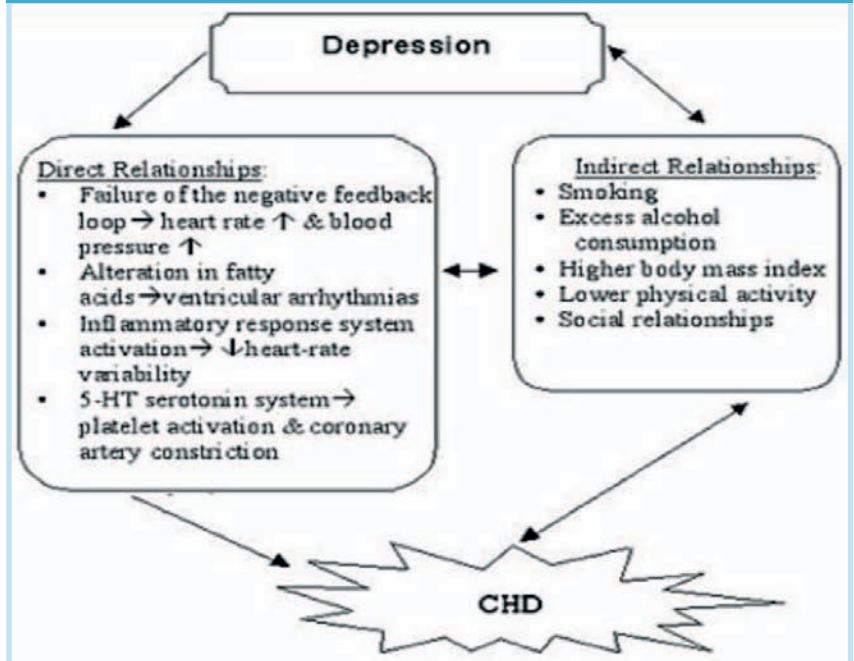 Depression
Direct Relationships:
• Failure of the negative feedback
loop → heart rate ↑ & blood
pressure ↑
• Alteration in fatty
acids→ventricular arrhythmias
• Inflammatory response system
activation→ ↓heart-rate
variability
• 5-HT serotonin system→
platelet activation & coronary
artery constriction
Indirect Relationships:
• Smoking
• Excess alcohol
consumption
• Higher body mass index
• Lower physical activity
• Social relationships
CHD